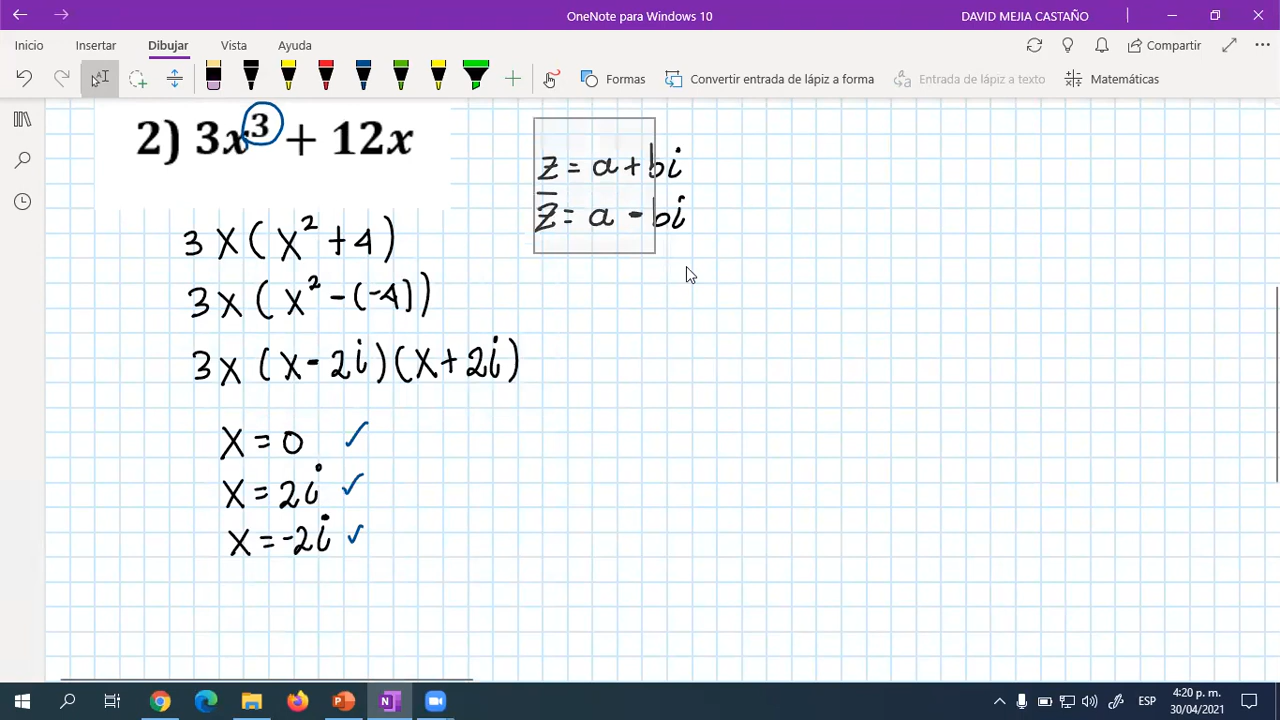 OneNote para Windows 10
DAVID MEJIA CASTAÑO
Inicio Insertar Dibujar Vista Ayuda
Compartir
Formas
Convertir entrada de lápiz a forma
Entrada de lápiz a texto
Matemáticas
2) 3x³ + 12x
3x(x² + 4)
3x(x² - (-4))
3x(x - 2i)(x + 2i)
x = 0 ✓
x = 2i ✓
x = -2i ✓
z = a + bi
z̅ = a - bi
ESP
4:20 p. m.
30/04/2021